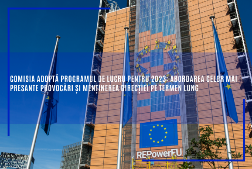 COMISIA ADOPTĂ PROGRAMUL DE LUCRU PENTRU 2023: ABORDAREA CELOR MAI
PRESANTE PROVOCĂRI ȘI MENȚINEREA DIRECȚIEI PE TERMEN LUNG
REPowerEU